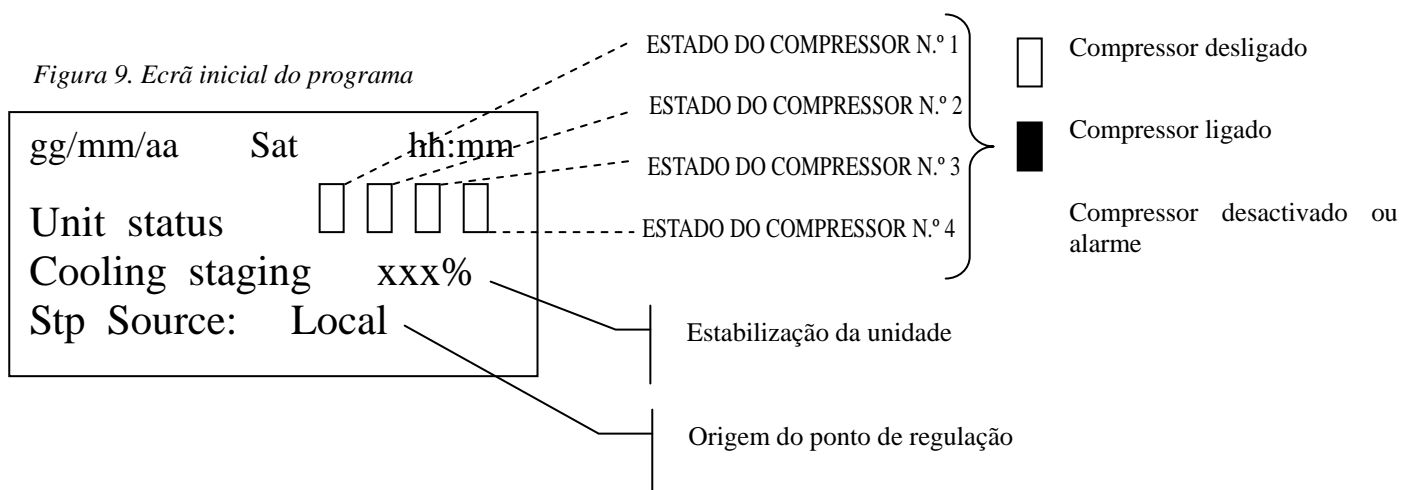 Figura 9. Ecrã inicial do programa
gg/mm/aa Sat hh:mm
Unit status
Cooling staging xxx%
Stp Source: Local
ESTADO DO COMPRESSOR N.º 1
ESTADO DO COMPRESSOR N.º 2
ESTADO DO COMPRESSOR N.º 3
ESTADO DO COMPRESSOR N.º 4
Compressor desligado
Compressor ligado
Compressor desactivado ou
alarme
Estabilização da unidade
Origem do ponto de regulação